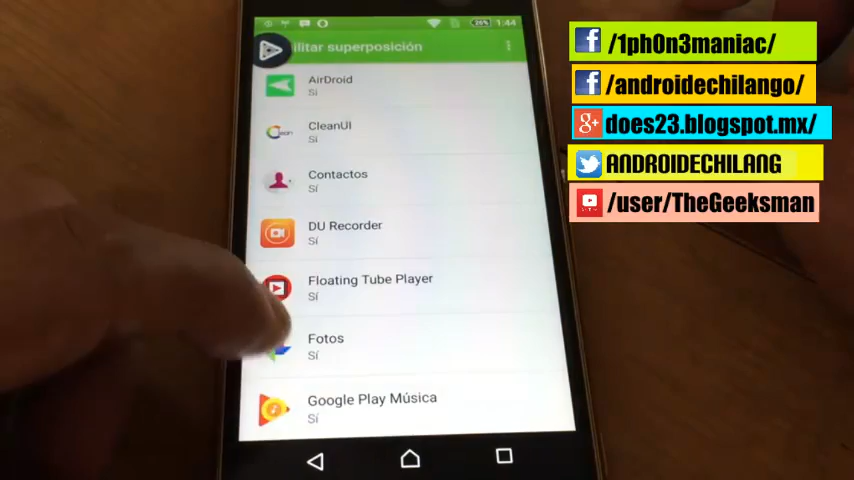 26% 1:44
ilitar superposición
AirDroid
Sí
CleanUI
Sí
Contactos
Sí
DU Recorder
Sí
Floating Tube Player
Sí
Fotos
Sí
Google Play Música
Sí
/1ph0n3maniac/
/androidechilango/
does23.blogspot.mx/
ANDROIDECHILANG
/user/TheGeeksman